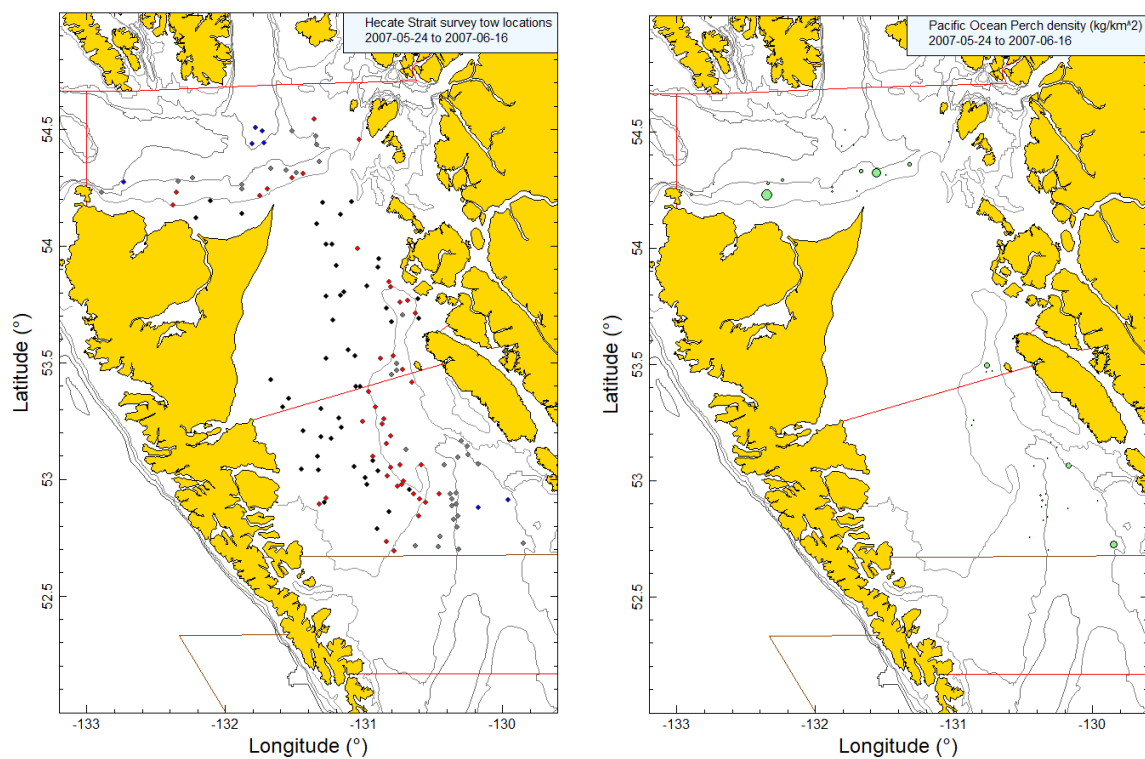 Hecate Strait survey tow locations
2007-05-24 to 2007-06-16
54.5
54
53.5
53
52.5
Latitude (°)
-133
-132
-131
-130
Longitude (°)
Pacific Ocean Perch density (kg/km^2)
2007-05-24 to 2007-06-16
54.5
54
53.5
53
52.5
Latitude (°)
-133
-132
-131
-130
Longitude (°)